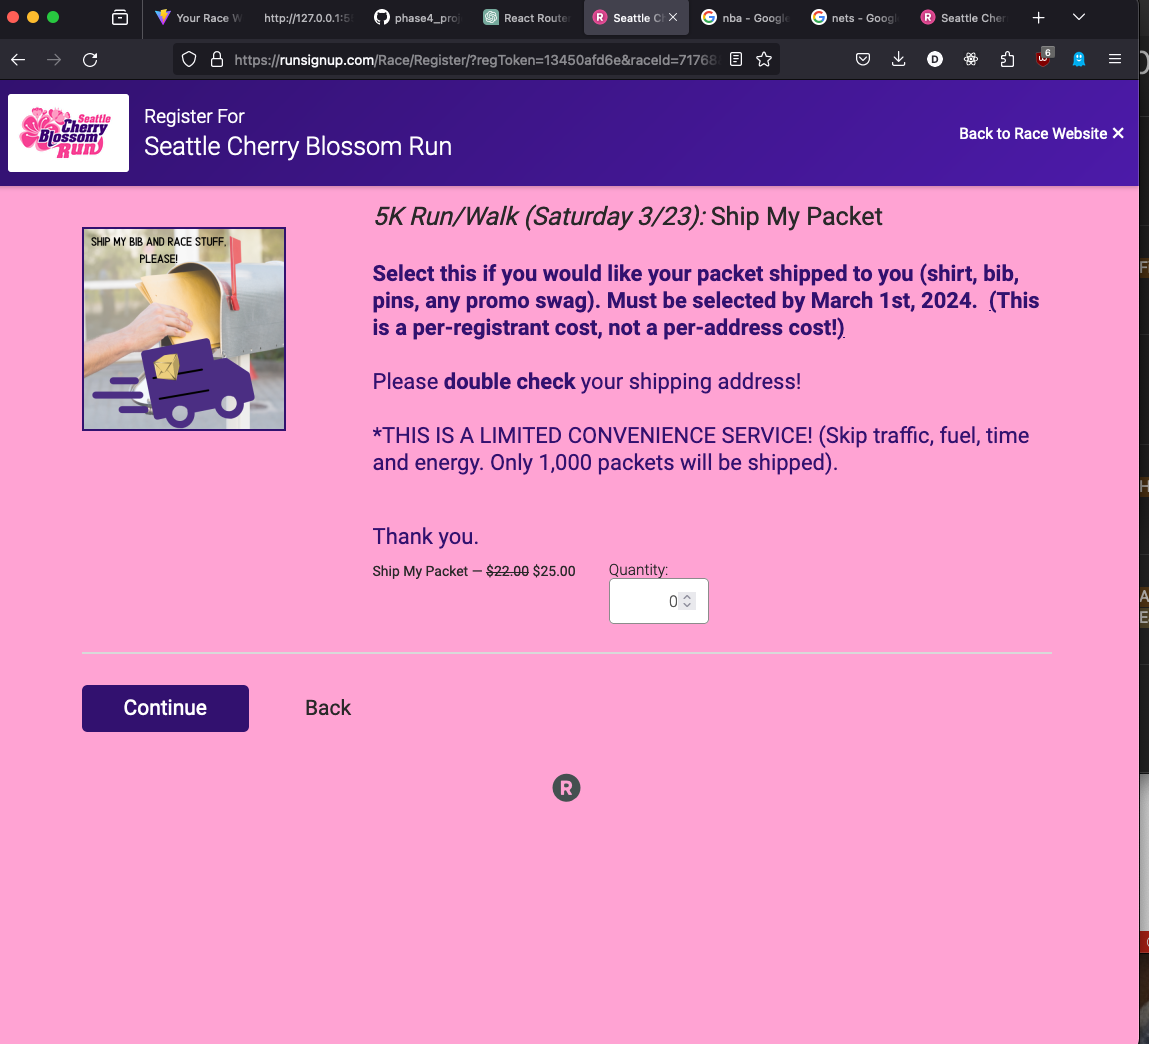 Your Race W
http://127.0.0.1:5
phase4_proj
React Router
Seattle C
nba - Google
nets - Googl
Seattle Cher
https://runsignup.com/Race/Register/?regToken=13450afd6e&raceId=71768
6
Seattle
Cherry
Blossom
Run
Register For
Seattle Cherry Blossom Run
Back to Race Website ×
SHIP MY BIB AND RACE STUFF,
PLEASE!
5K Run/Walk (Saturday 3/23): Ship My Packet
Select this if you would like your packet shipped to you (shirt, bib,
pins, any promo swag). Must be selected by March 1st, 2024. (This
is a per-registrant cost, not a per-address cost!)
Please double check your shipping address!
*THIS IS A LIMITED CONVENIENCE SERVICE! (Skip traffic, fuel, time
and energy. Only 1,000 packets will be shipped).
Thank you.
Ship My Packet — $22.00 $25.00
Quantity:
0
Continue
Back
R